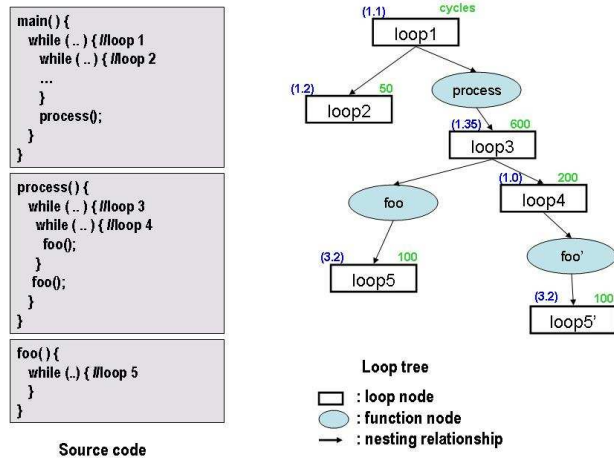 main( ) {
while ( .. ) { //loop 1
while ( .. ) { //loop 2
...
}
process();
}
}
process() {
while ( .. ) { //loop 3
while ( .. ) { //loop 4
foo();
}
foo();
}
}
foo( ) {
while (..) { //loop 5
}
}
Source code
(1.1) cycles
loop1
(1.2) 50
loop2
process
(1.35) 600
loop3
foo
(1.0) 200
loop4
(3.2) 100
loop5
foo'
(3.2) 100
loop5'
Loop tree
: loop node
: function node
: nesting relationship